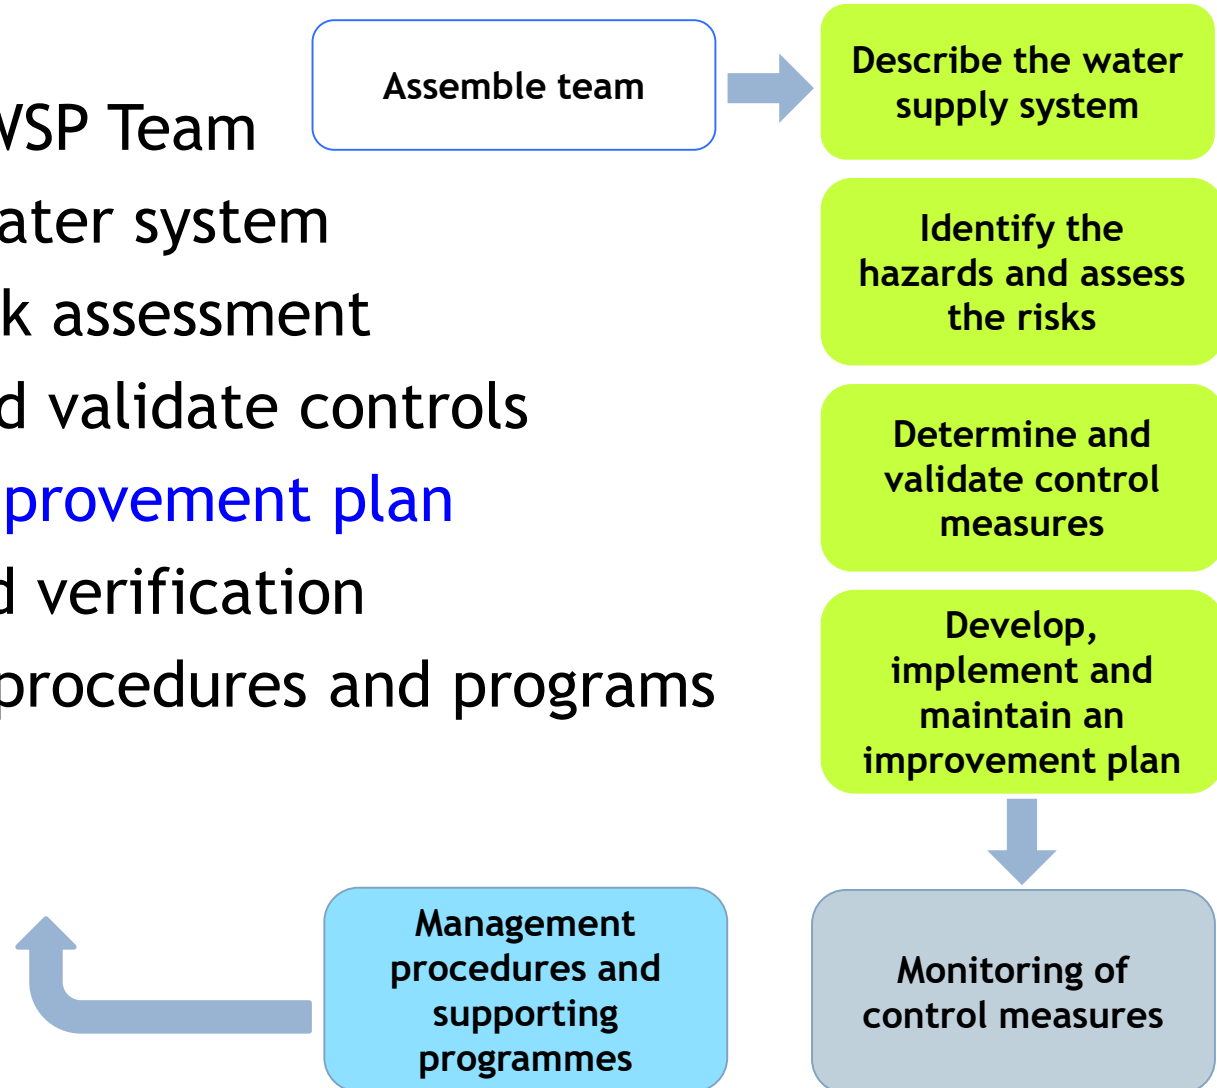 Assemble team
Describe the water
supply system
WSP Team
ater system
k assessment
d validate controls
provement plan
d verification
procedures and programs
Identify the
hazards and assess
the risks
Determine and
validate control
measures
Develop,
implement and
maintain an
improvement plan
Management
procedures and
supporting
programmes
Monitoring of
control measures